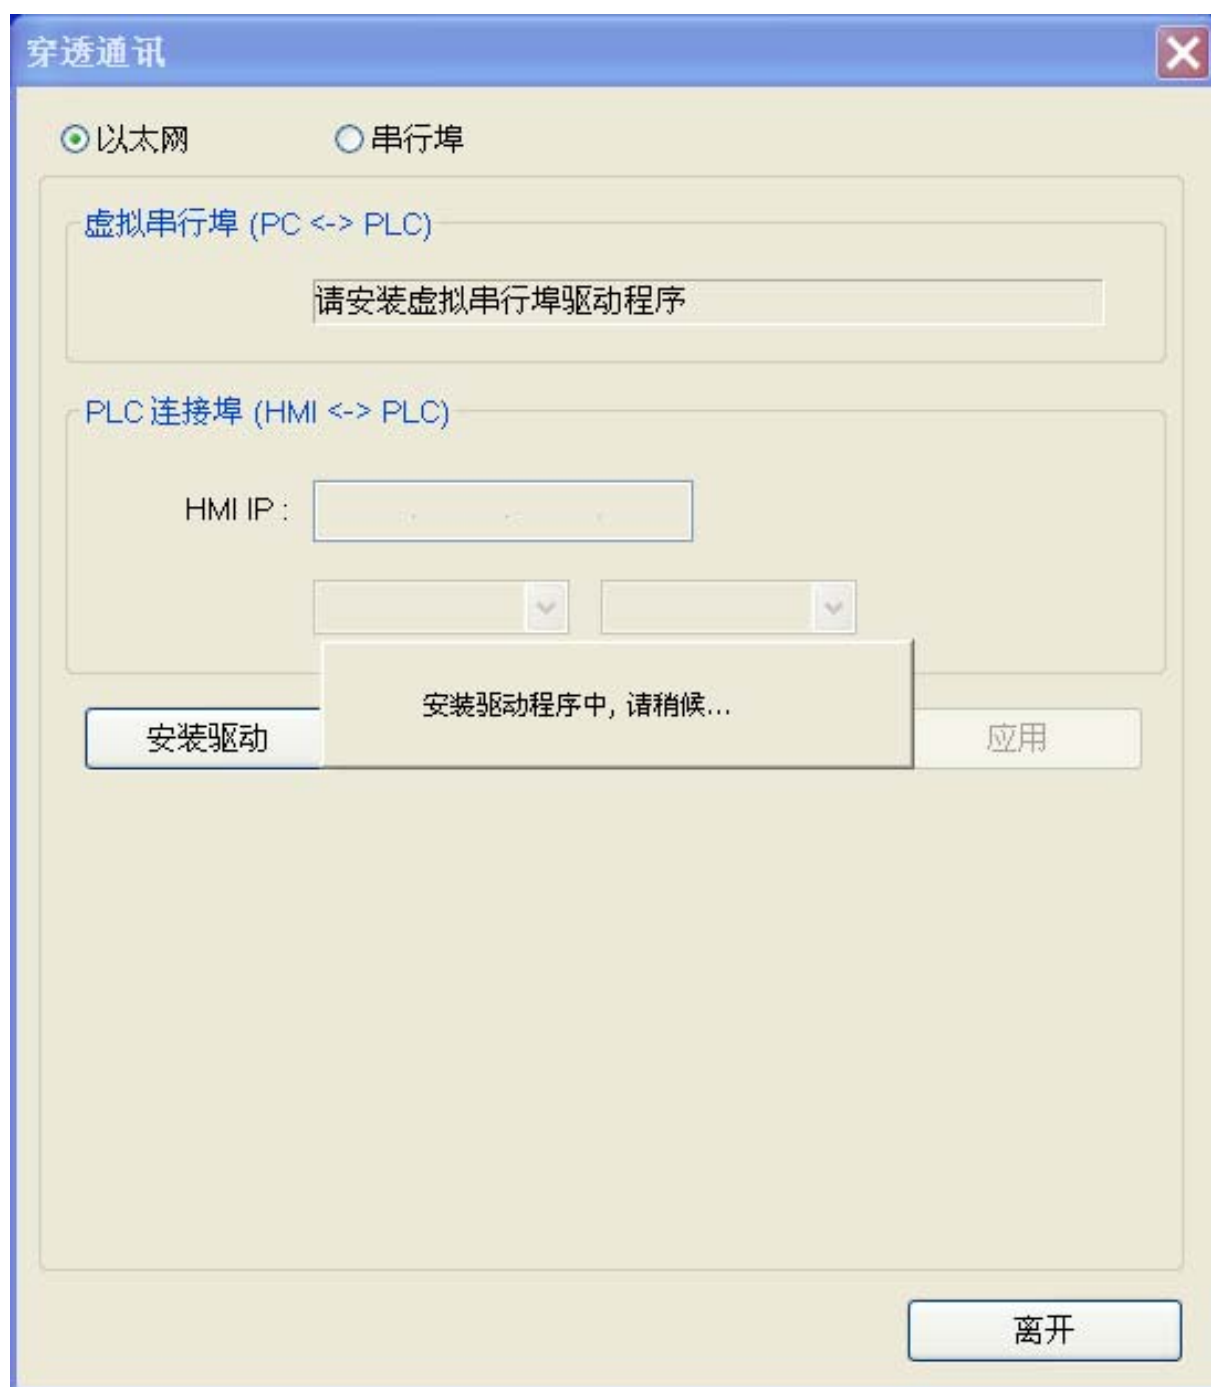 穿透通讯
以太网 串行埠
虚拟串行埠 (PC <-> PLC)
请安装虚拟串行埠驱动程序
PLC 连接埠 (HMI <-> PLC)
HMI IP :
安装驱动程序中, 请稍候...
安装驱动 应用
离开